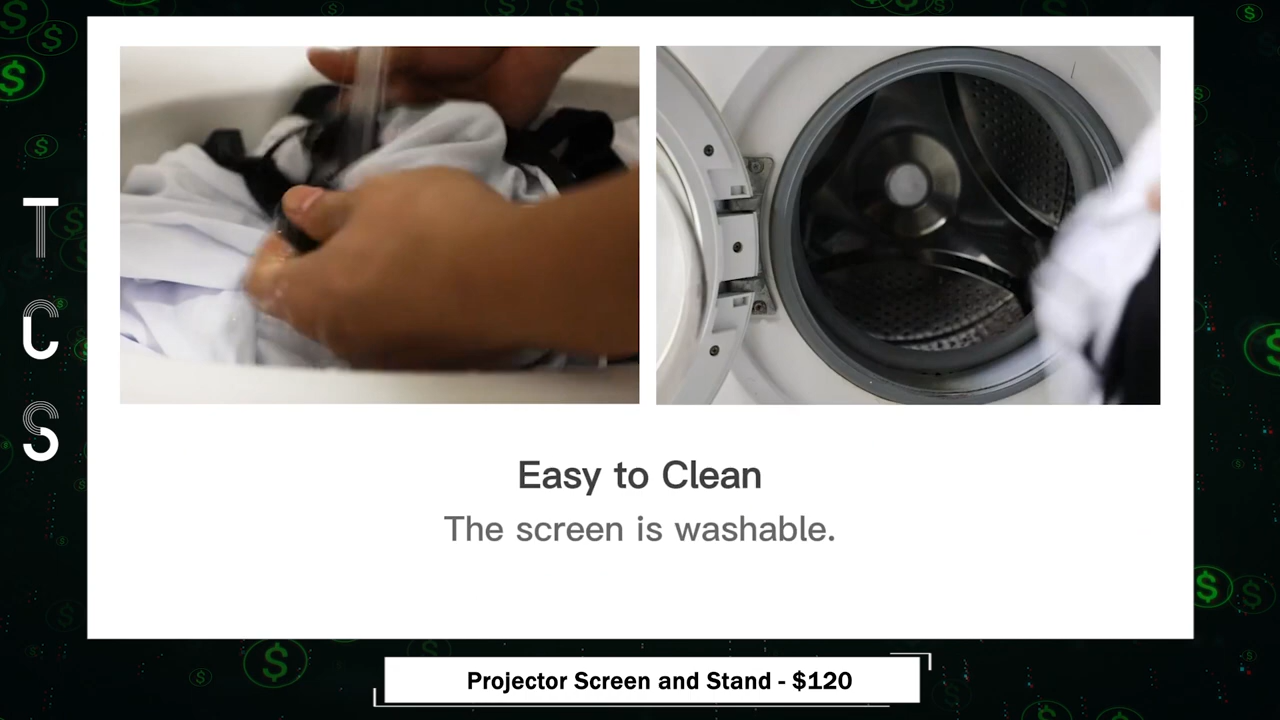 T
C
S
Easy to Clean
The screen is washable.
Projector Screen and Stand - $120